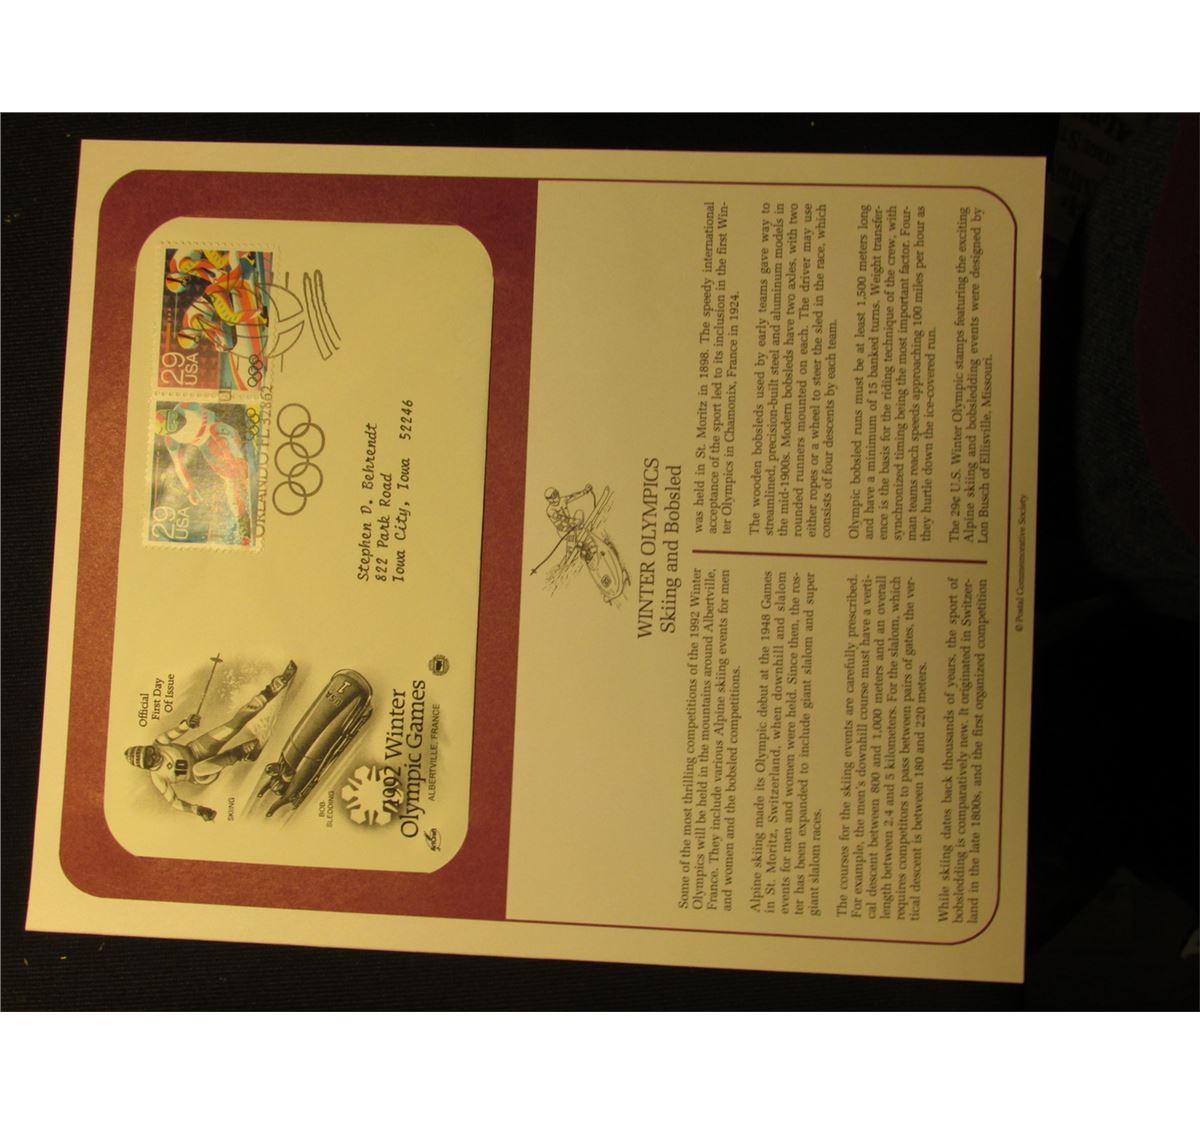 Official
First Day
Of Issue
SKIING
BOB-
SLEDDING
10
USA
1
1992 Winter
Olympic Games
ALBERTVILLE, FRANCE
29
USA
29
USA
ORLANDO FL 32862
Stephen D. Behrendt
822 Park Road
Iowa City, Iowa 52246
WINTER OLYMPICS
Skiing and Bobsled
Some of the most thrilling competitions of the 1992 Winter
Olympics will be held in the mountains around Albertville,
France. They include various Alpine skiing events for men
and women and the bobsled competitions.
Alpine skiing made its Olympic debut at the 1948 Games
in St. Moritz, Switzerland, when downhill and slalom
events for men and women were held. Since then, the ros-
ter has been expanded to include giant slalom and super
giant slalom races.
The courses for the skiing events are carefully prescribed.
For example, the men's downhill course must have a verti-
cal descent between 800 and 1,000 meters and an overall
length between 2.4 and 5 kilometers. For the slalom, which
requires competitors to pass between pairs of gates, the ver-
tical descent is between 180 and 220 meters.
While skiing dates back thousands of years, the sport of
bobsledding is comparatively new. It originated in Switzer-
land in the late 1800s, and the first organized competition
was held in St. Moritz in 1898. The speedy international
acceptance of the sport led to its inclusion in the first Win-
ter Olympics in Chamonix, France in 1924.
The wooden bobsleds used by early teams gave way to
streamlined, precision-built steel and aluminum models in
the mid-1900s. Modern bobsleds have two axles, with two
rounded runners mounted on each. The driver may use
either ropes or a wheel to steer the sled in the race, which
consists of four descents by each team.
Olympic bobsled runs must be at least 1,500 meters long
and have a minimum of 15 banked turns. Weight transfer-
ence is the basis for the riding technique of the crew, with
synchronized timing being the most important factor. Four-
man teams reach speeds approaching 100 miles per hour as
they hurtle down the ice-covered run.
The 29¢ U.S. Winter Olympic stamps featuring the exciting
Alpine skiing and bobsledding events were designed by
Lon Busch of Ellisville, Missouri.
© Postal Commemorative Society